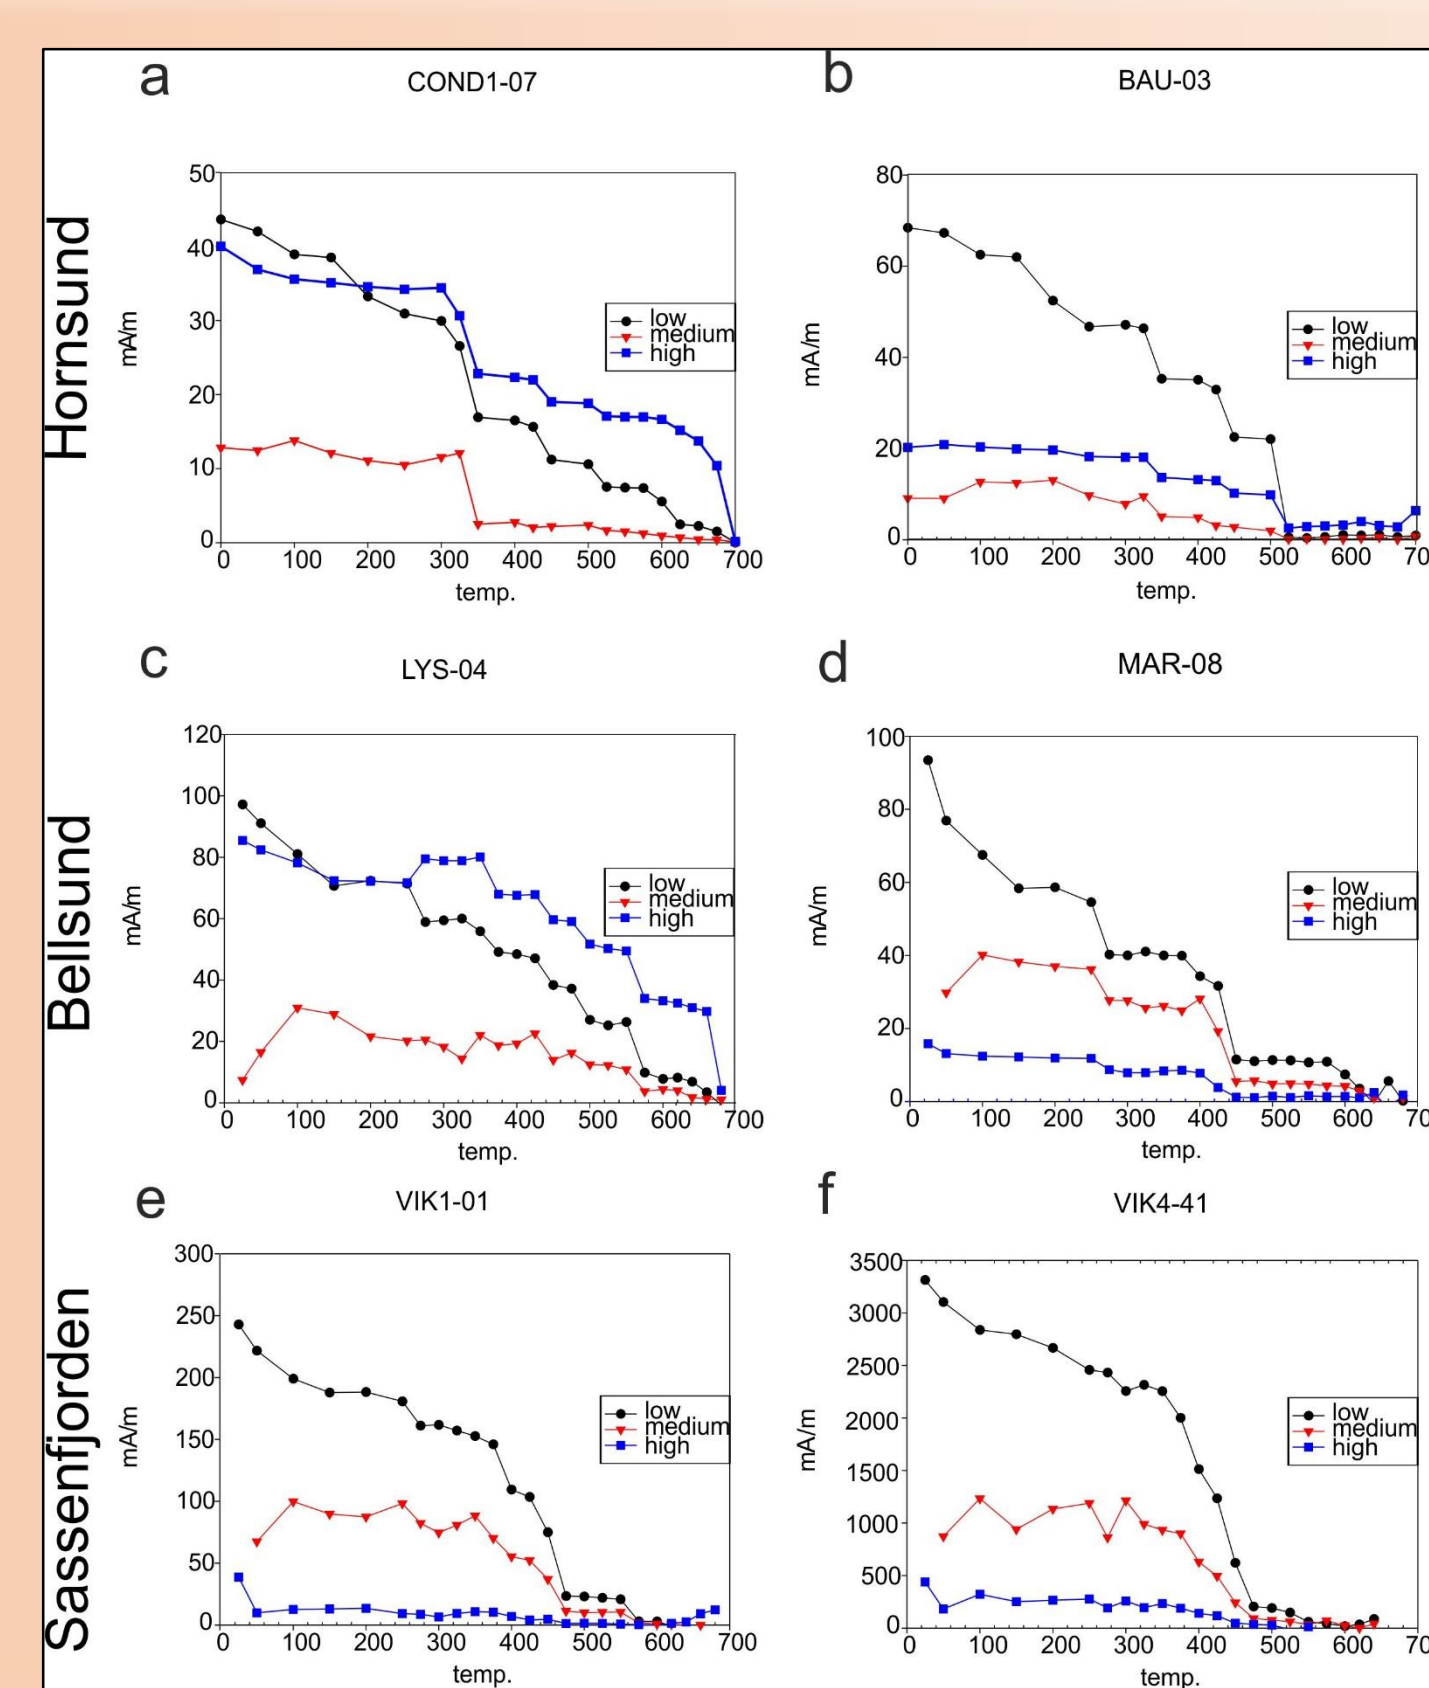 Hornsund
a
COND1-07
50
40
30
20
10
0
mA/m
0 100 200 300 400 500 600 700
temp.
low
medium
high
b
BAU-03
80
60
40
20
0
mA/m
0 100 200 300 400 500 600 70
temp.
low
medium
high
Bellsund
c
LYS-04
120
100
80
60
40
20
0
mA/m
0 100 200 300 400 500 600 700
temp.
low
medium
high
d
MAR-08
100
80
60
40
20
0
mA/m
0 100 200 300 400 500 600 70
temp.
low
medium
high
Sassenfjorden
e
VIK1-01
300
250
200
150
100
50
0
mA/m
0 100 200 300 400 500 600 700
temp.
low
medium
high
f
VIK4-41
3500
3000
2500
2000
1500
1000
500
0
mA/m
0 100 200 300 400 500 600 70
temp.
low
medium
high